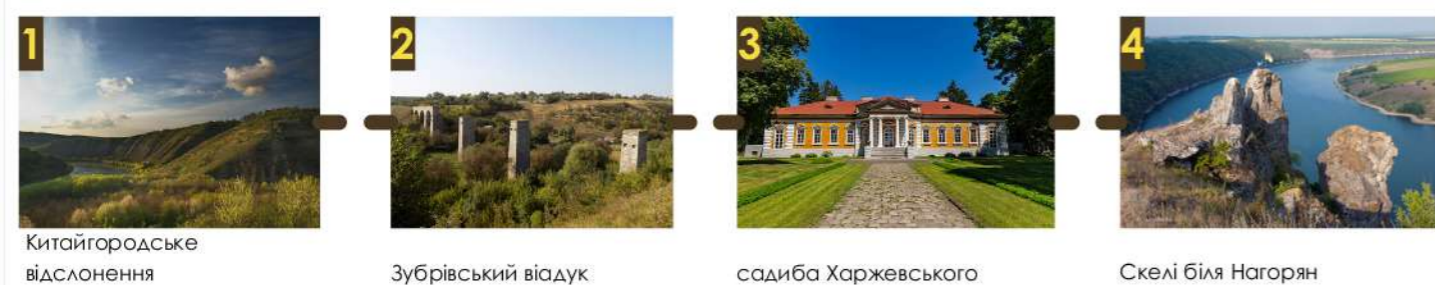 1
2
3
4
Китайгородське
відслонення
Зубрівський віадук
садиба Харжевського
Скелі біля Нагорян